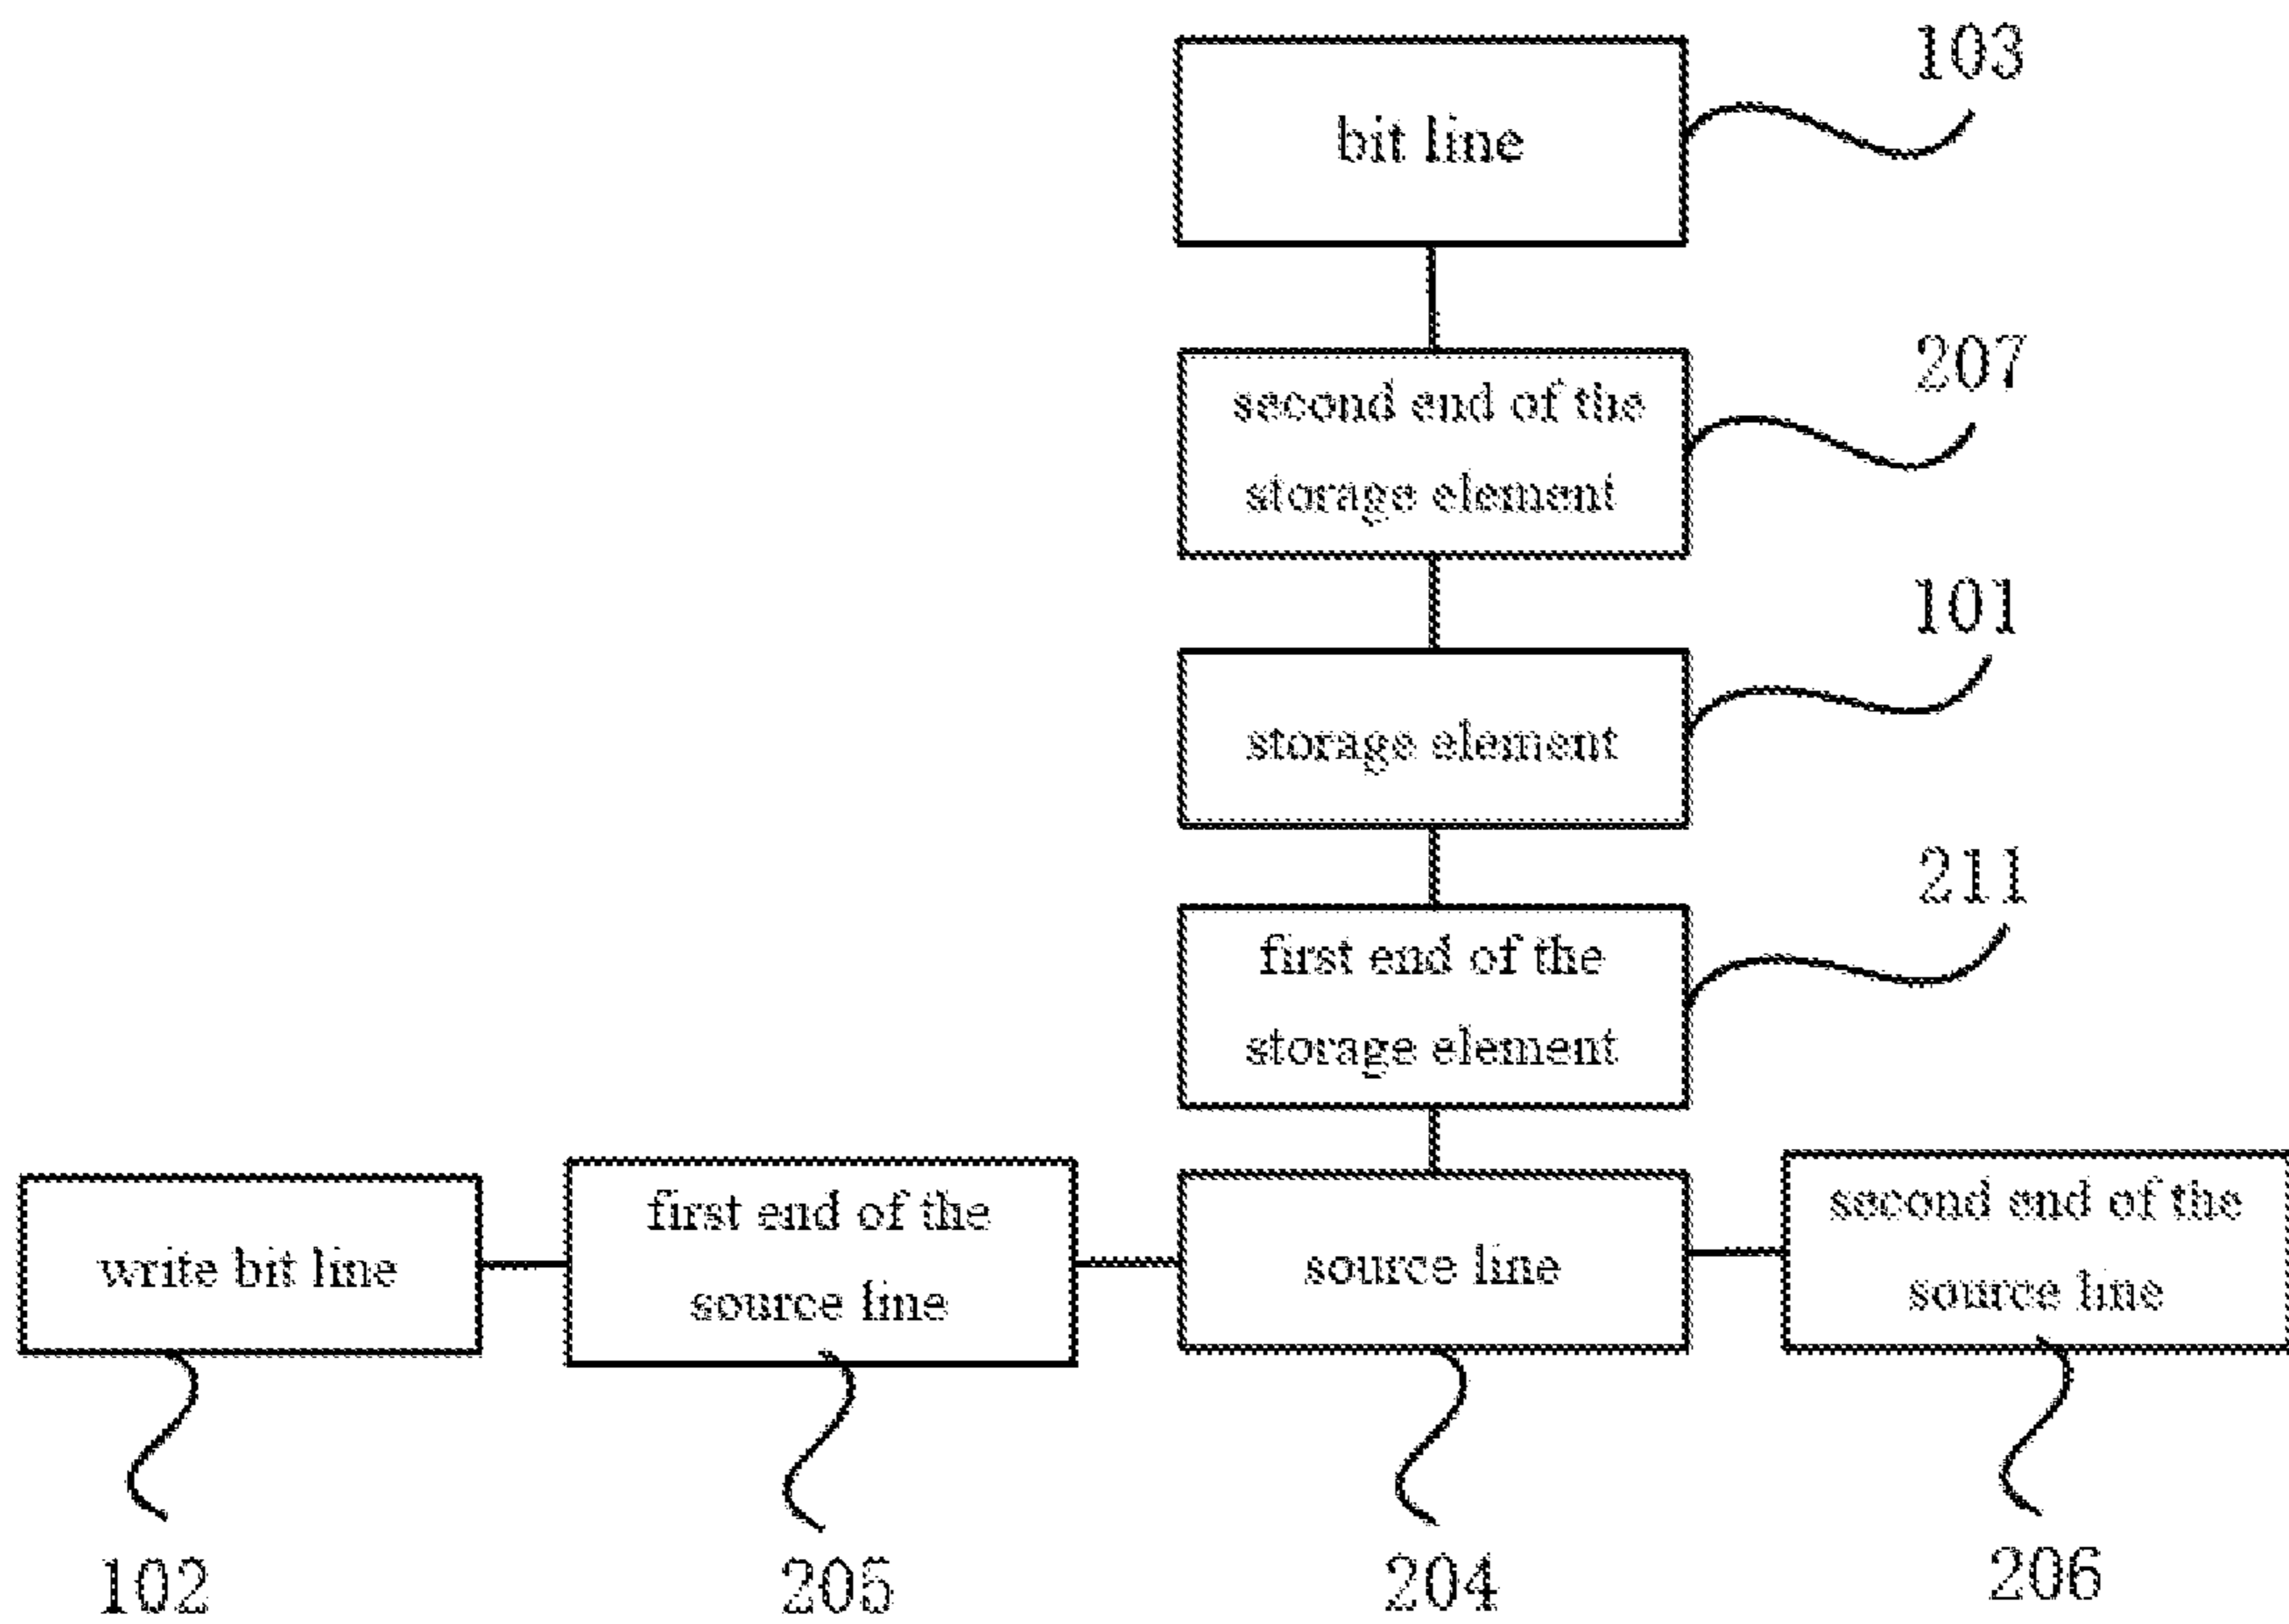 103
bit line
207
second end of the
storage element
101
storage element
211
first end of the
storage element
write bit line
first end of the
source line
source line
second end of the
source line
102
205
204
206